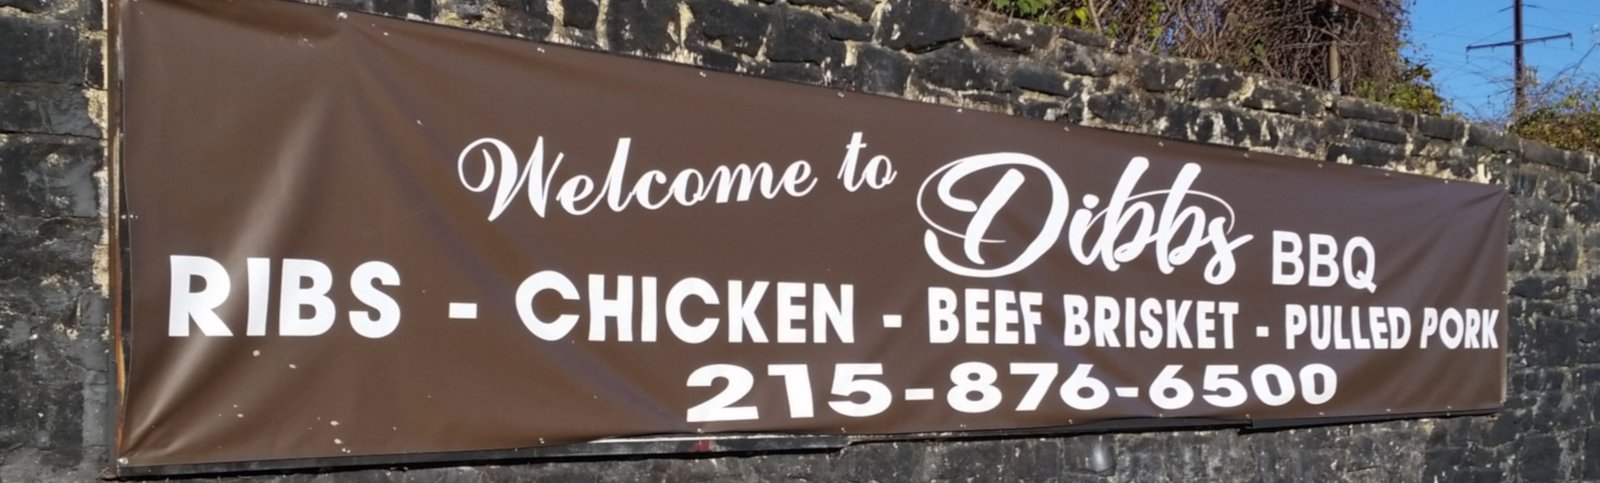 Welcome to Dibbs BBQ
RIBS - CHICKEN - BEEF BRISKET - PULLED PORK
215-876-6500